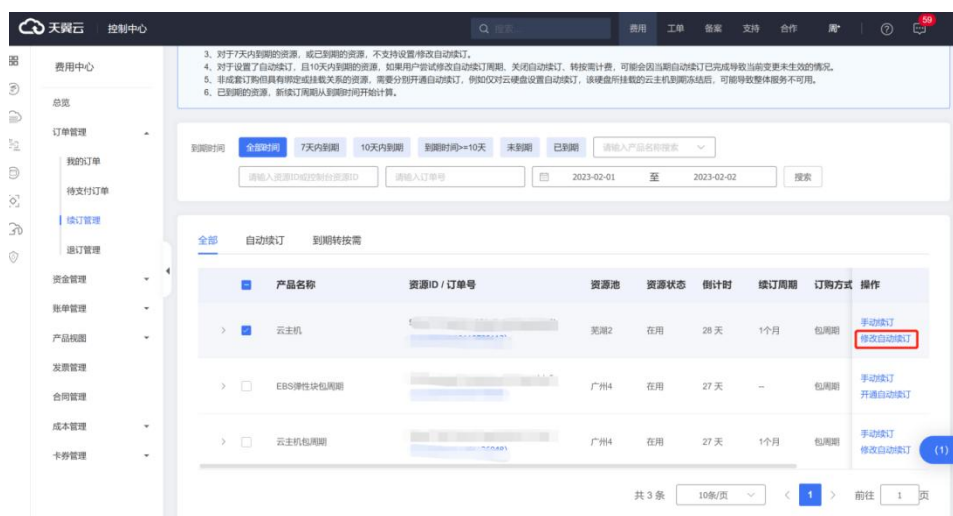 天翼云 控制中心 搜索... 费用 工单 备案 支持 合作 周* 59
费用中心
总览
订单管理
我的订单
待支付订单
续订管理
退订管理
资金管理
账单管理
产品视图
发票管理
合同管理
成本管理
卡券管理
3、对于7天内到期的资源，或已到期的资源，不支持设置/修改自动续订。
4、对于设置了自动续订，且10天内到期的资源，如果用户尝试修改自动续订周期、关闭自动续订、转按需计费，可能会因当期自动续订已完成导致当前变更未生效的情况。
5、非成套订购但具有绑定或挂载关系的资源，需要分别开通自动续订，例如仅对云硬盘设置自动续订，该硬盘所挂载的云主机到期冻结后，可能导致整体服务不可用。
6、已到期的资源，新续订周期从到期时间开始计算。
到期时间 全部时间 7天内到期 10天内到期 到期时间>=10天 未到期 已到期 请输入产品名称搜索
请输入资源ID或控制台资源ID 请输入订单号 2023-02-01 至 2023-02-02 搜索
全部 自动续订 到期转按需
产品名称 资源ID / 订单号 资源池 资源状态 倒计时 续订周期 订购方式 操作
云主机 芜湖2 在用 28 天 1个月 包周期 手动续订
修改自动续订
EBS弹性块包周期 广州4 在用 27 天 -- 包周期 手动续订
开通自动续订
云主机包周期 广州4 在用 27 天 1个月 包周期 手动续订
修改自动续订
(1)
共 3 条 10条/页 1 前往 1 页